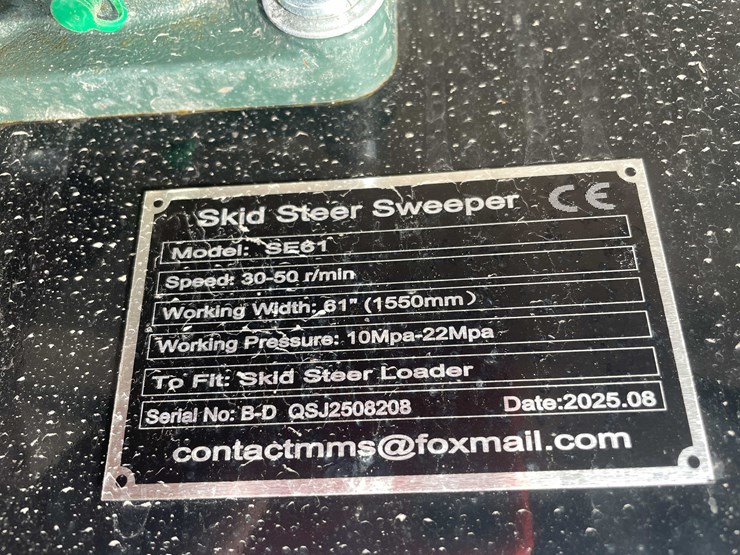 Skid Steer Sweeper CE
Model: SE61
Speed: 30-50 r/min
Working Width: 61" (1550mm)
Working Pressure: 10Mpa-22Mpa
To Fit: Skid Steer Loader
Serial No: B-D QSJ2508208 Date:2025.08
contactmms@foxmail.com